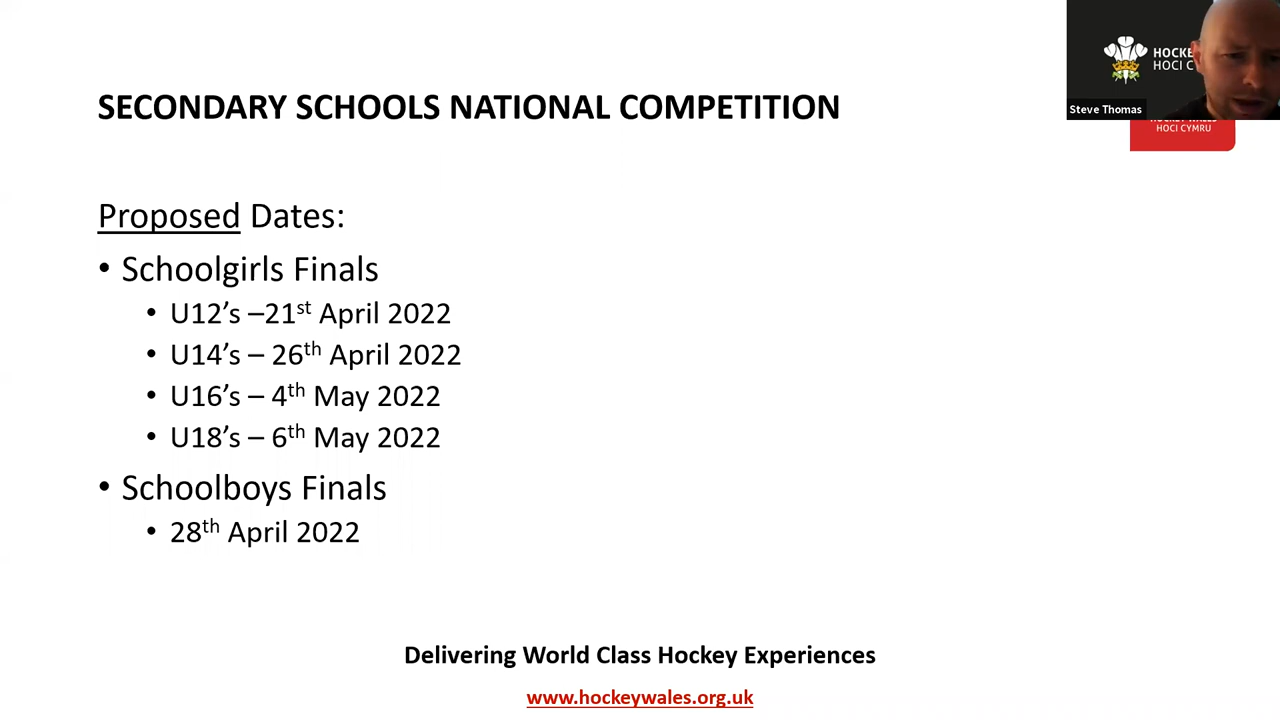 HOCKE
HOCI C
Steve Thomas
HOCI CYMRU
SECONDARY SCHOOLS NATIONAL COMPETITION
Proposed Dates:
• Schoolgirls Finals
• U12’s –21st April 2022
• U14’s – 26th April 2022
• U16’s – 4th May 2022
• U18’s – 6th May 2022
• Schoolboys Finals
• 28th April 2022
Delivering World Class Hockey Experiences
www.hockeywales.org.uk